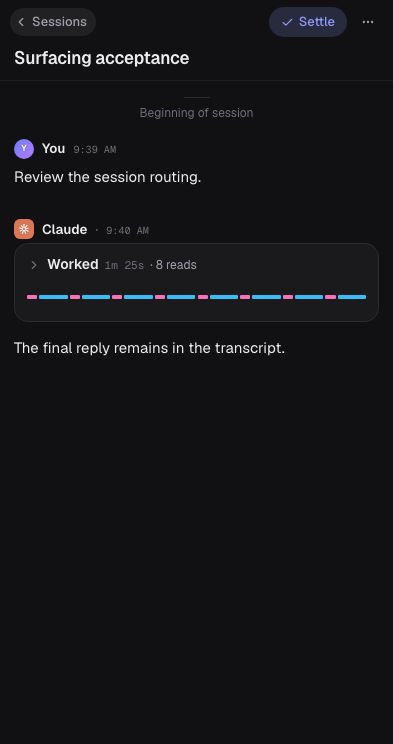 Sessions
Settle
Surfacing acceptance
Beginning of session
Y You 9:39 AM
Review the session routing.
Claude · 9:40 AM
Worked 1m 25s · 8 reads
The final reply remains in the transcript.